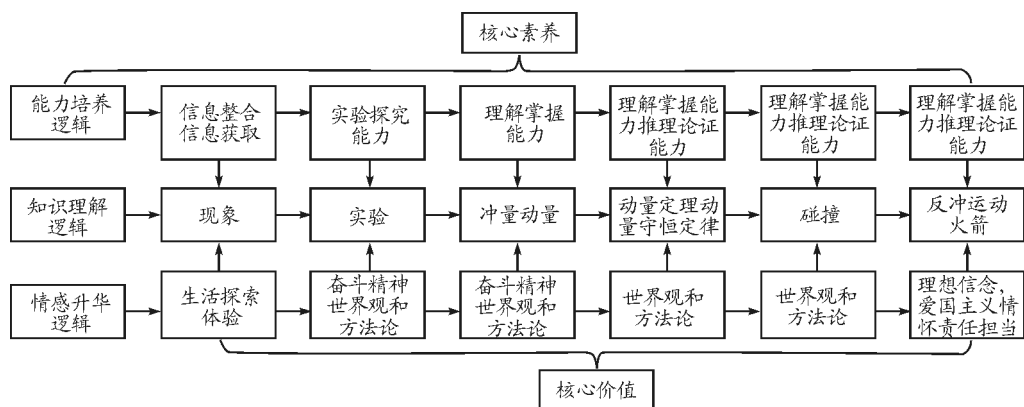 核心素养
能力培养
逻辑
信息整合
信息获取
实验探究
能力
理解掌握
能力
理解掌握能
力推理论证
能力
理解掌握能
力推理论证
能力
理解掌握能
力推理论证
能力
知识理解
逻辑
现象
实验
冲量动量
动量定理动
量守恒定律
碰撞
反冲运动
火箭
情感升华
逻辑
生活探索
体验
奋斗精神
世界观和
方法论
奋斗精神
世界观和
方法论
世界观和
方法论
世界观和
方法论
理想信念,
爱国主义情
怀责任担当
核心价值